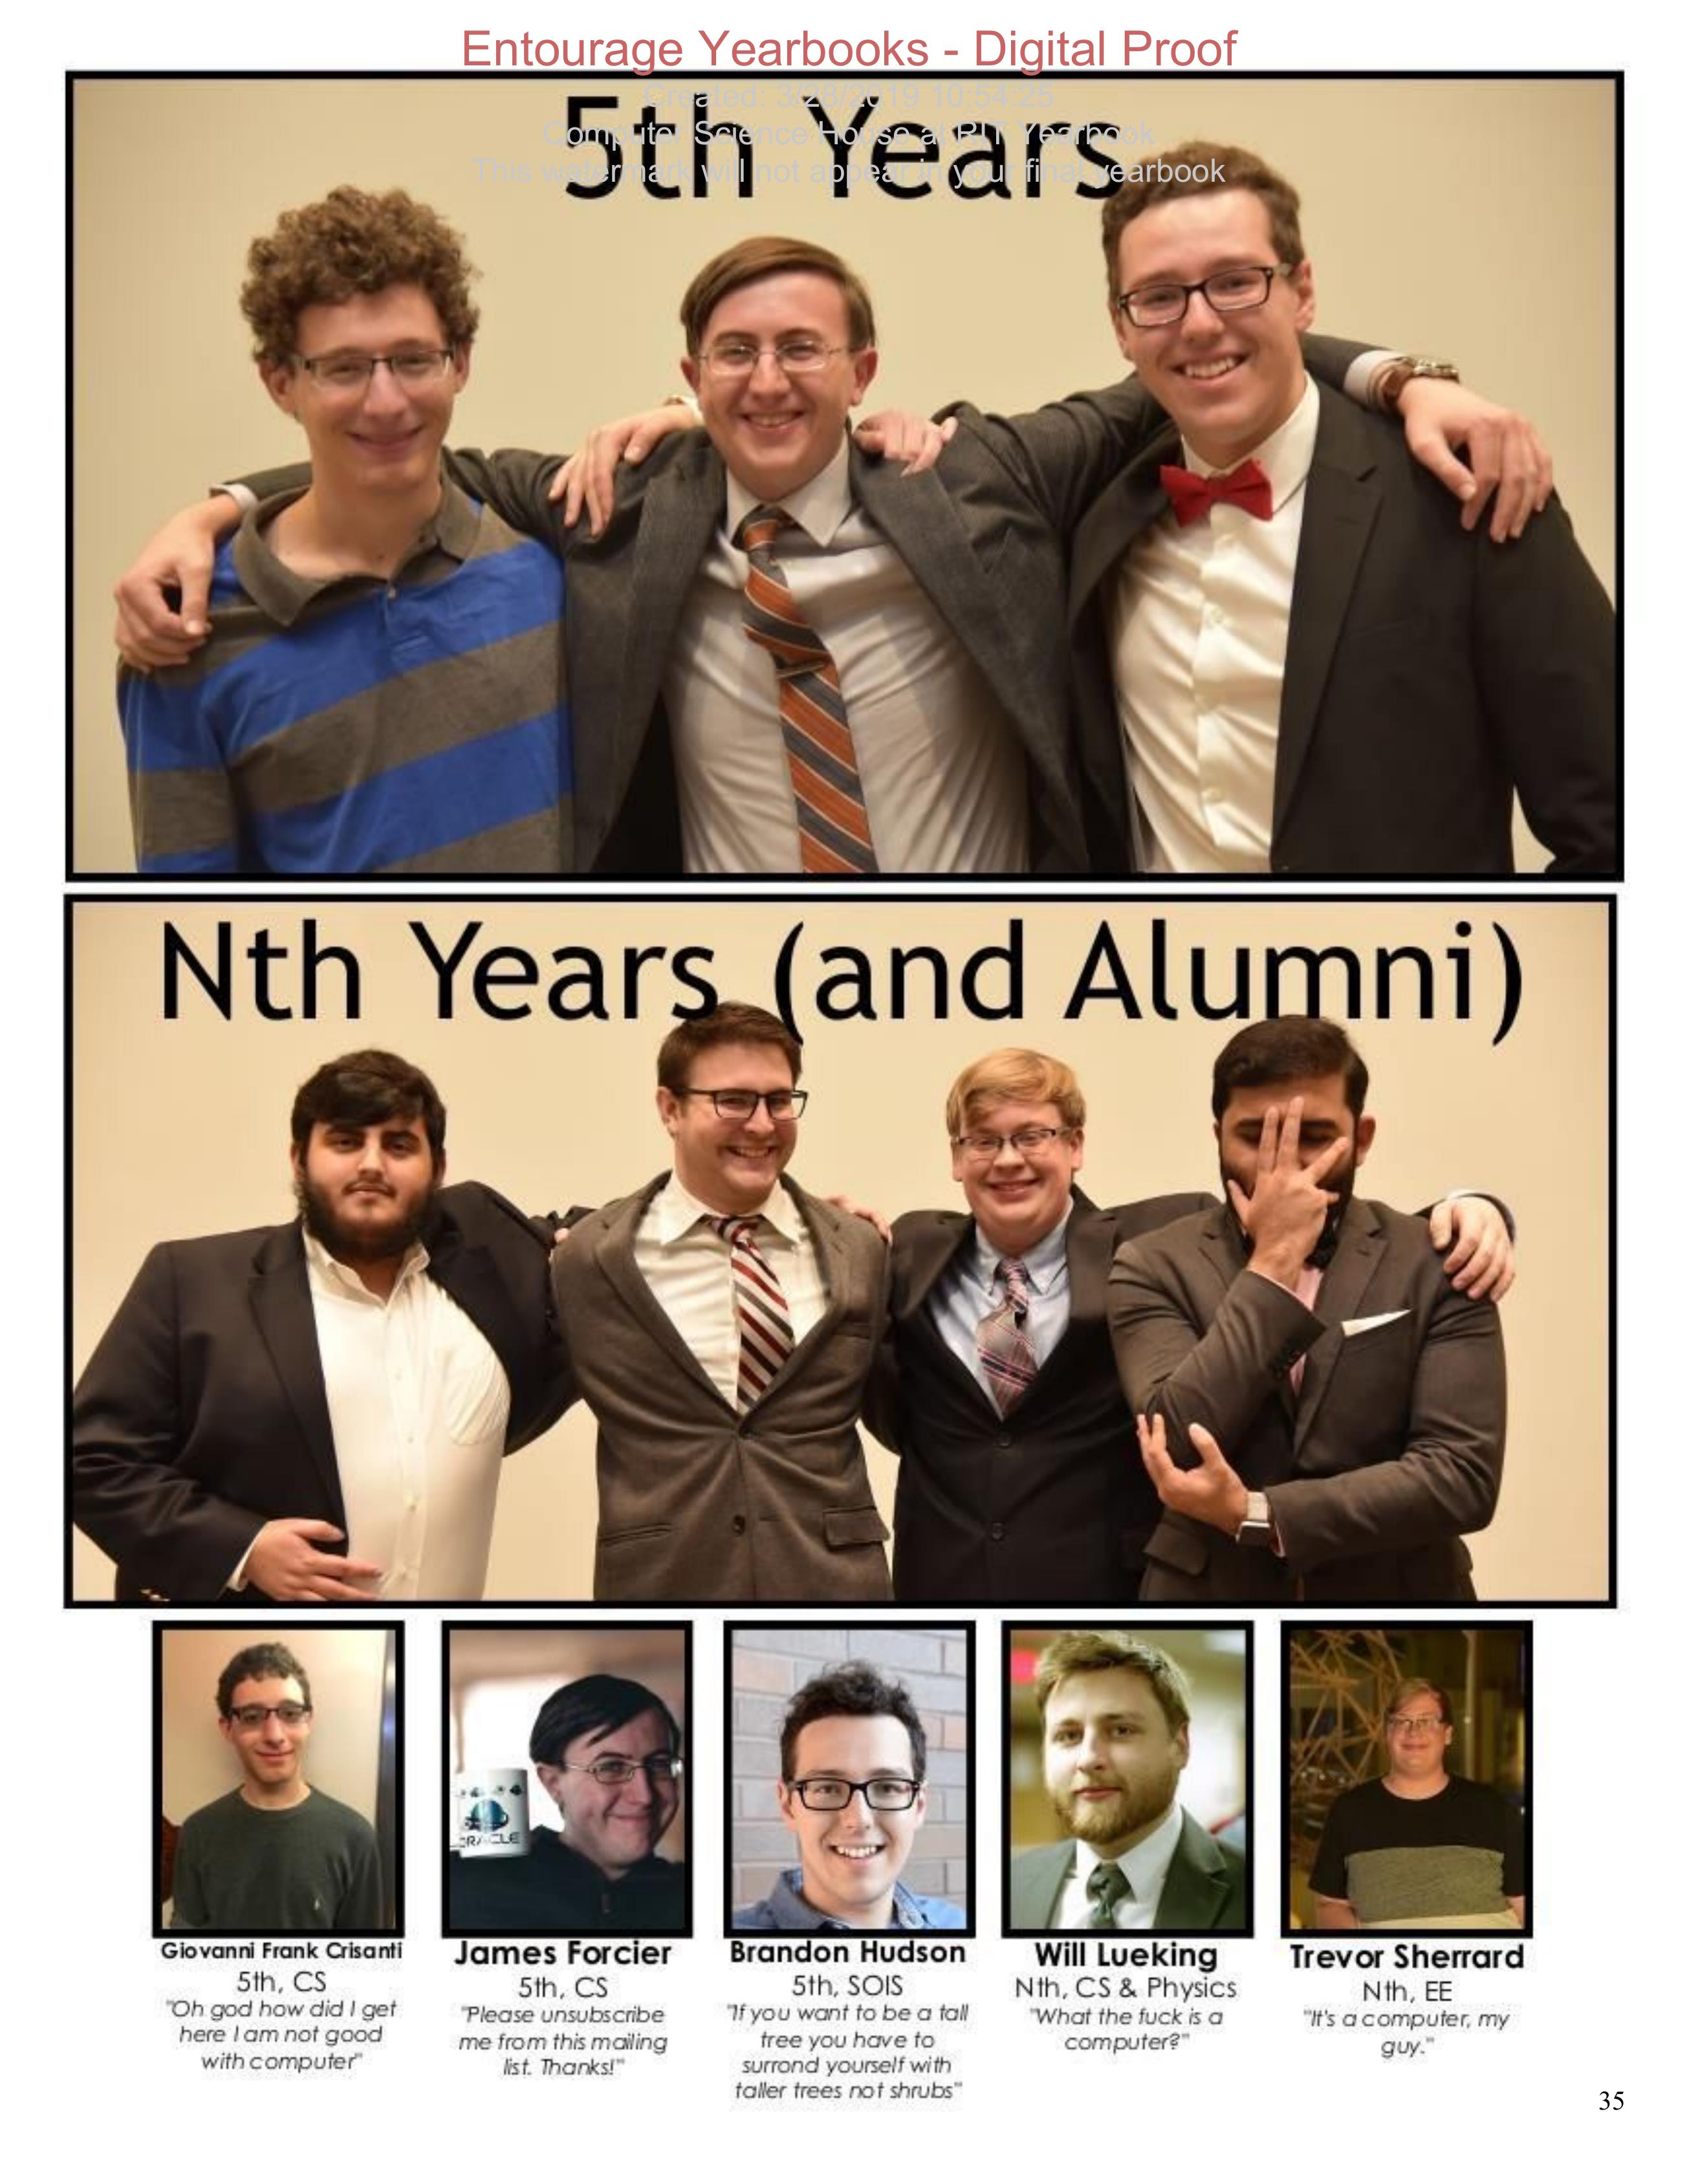 Entourage Yearbooks - Digital Proof
Created: 3/28/2019 10:54:25
Computer Science House at RIT Yearbook
This watermark will not appear in your final yearbook
5th Years
Nth Years (and Alumni)
ORACLE
Giovanni Frank Crisanti
5th, CS
"Oh god how did I get
here I am not good
with computer"
James Forcier
5th, CS
"Please unsubscribe
me from this mailing
list. Thanks!"
Brandon Hudson
5th, SOIS
"If you want to be a tall
tree you have to
surrond yourself with
taller trees not shrubs"
Will Lueking
Nth, CS & Physics
"What the fuck is a
computer?"
Trevor Sherrard
Nth, EE
"It's a computer, my
guy."
35